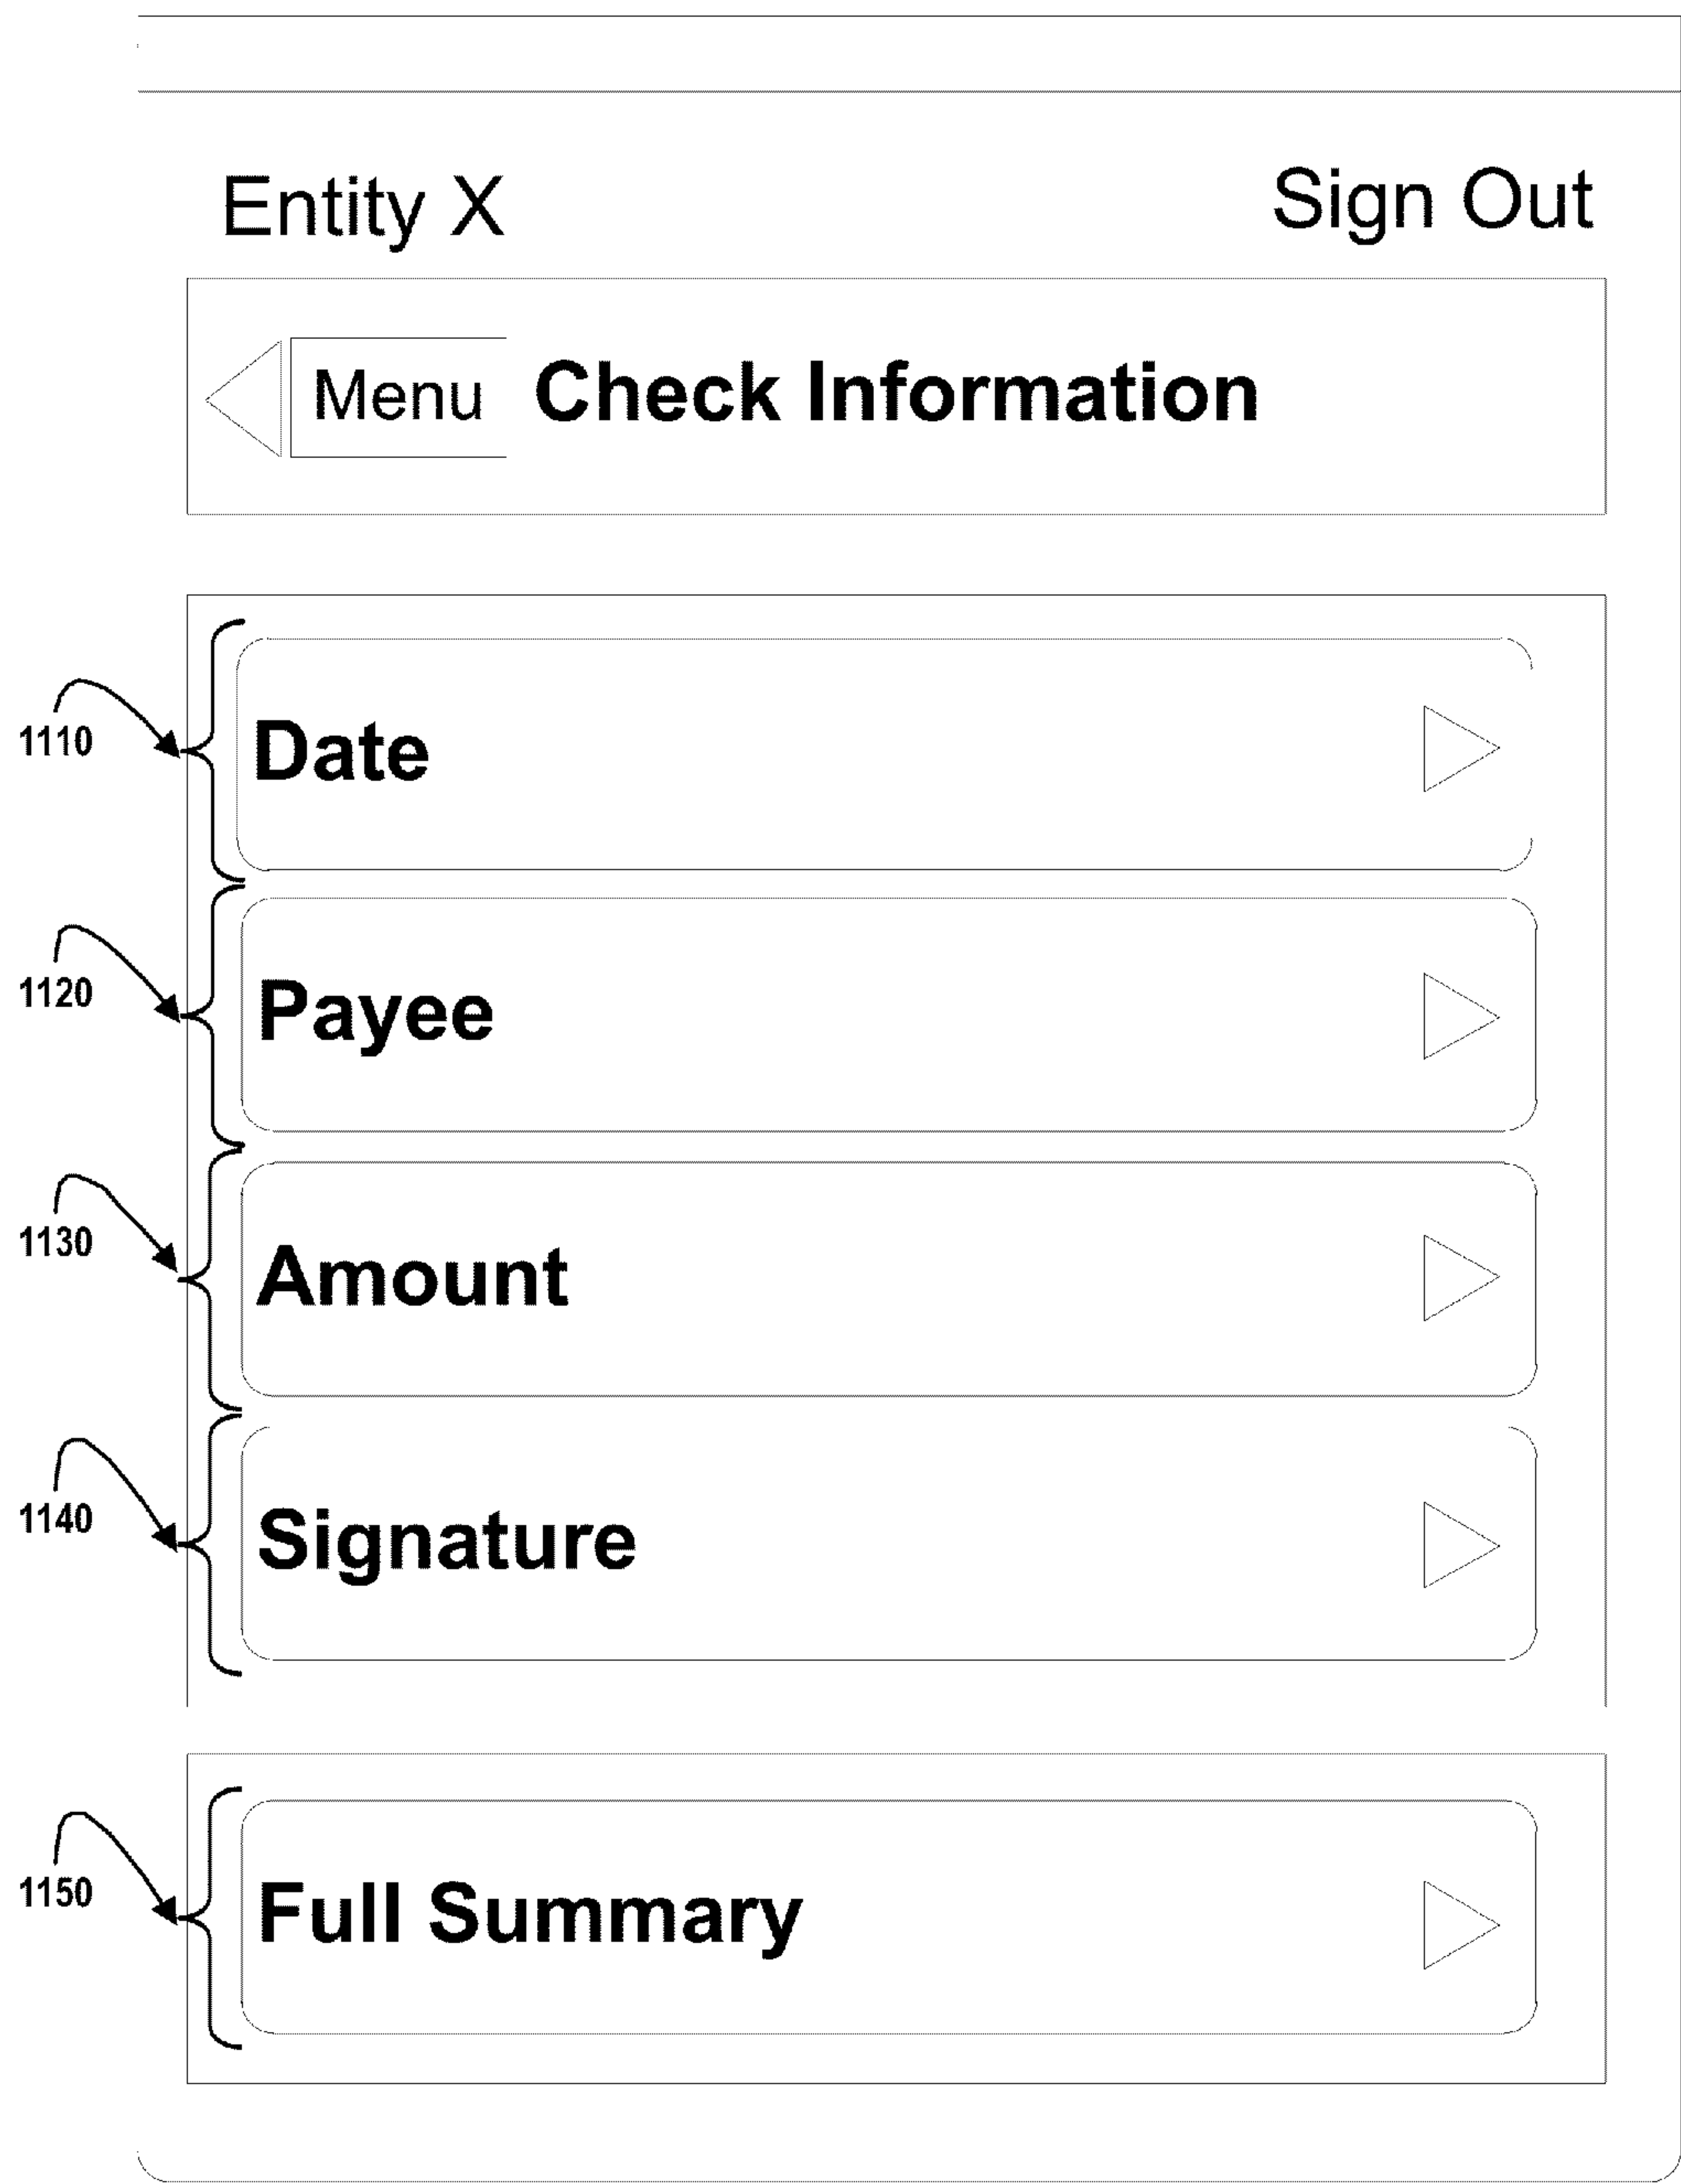 Entity X Sign Out
Menu Check Information
1110 Date
1120 Payee
1130 Amount
1140 Signature
1150 Full Summary